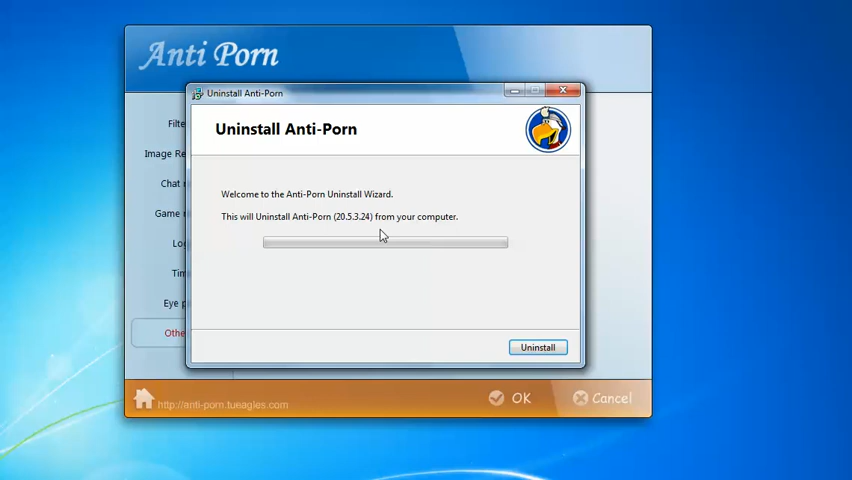 Anti Porn
Uninstall Anti-Porn
Uninstall Anti-Porn
Welcome to the Anti-Porn Uninstall Wizard.
This will Uninstall Anti-Porn (20.5.3.24) from your computer.
Filte
Image Re
Chat
Game
Lo
Tim
Eye p
Othe
Uninstall
http://anti-porn.tueagles.com
OK
Cancel